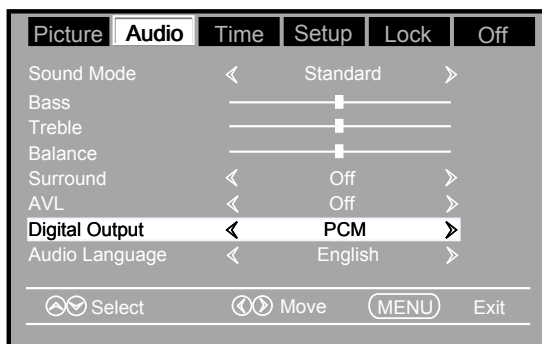 Picture Audio Time Setup Lock Off
Sound Mode Standard
Bass
Treble
Balance
Surround Off
AVL Off
Digital Output PCM
Audio Language English
Select Move MENU Exit